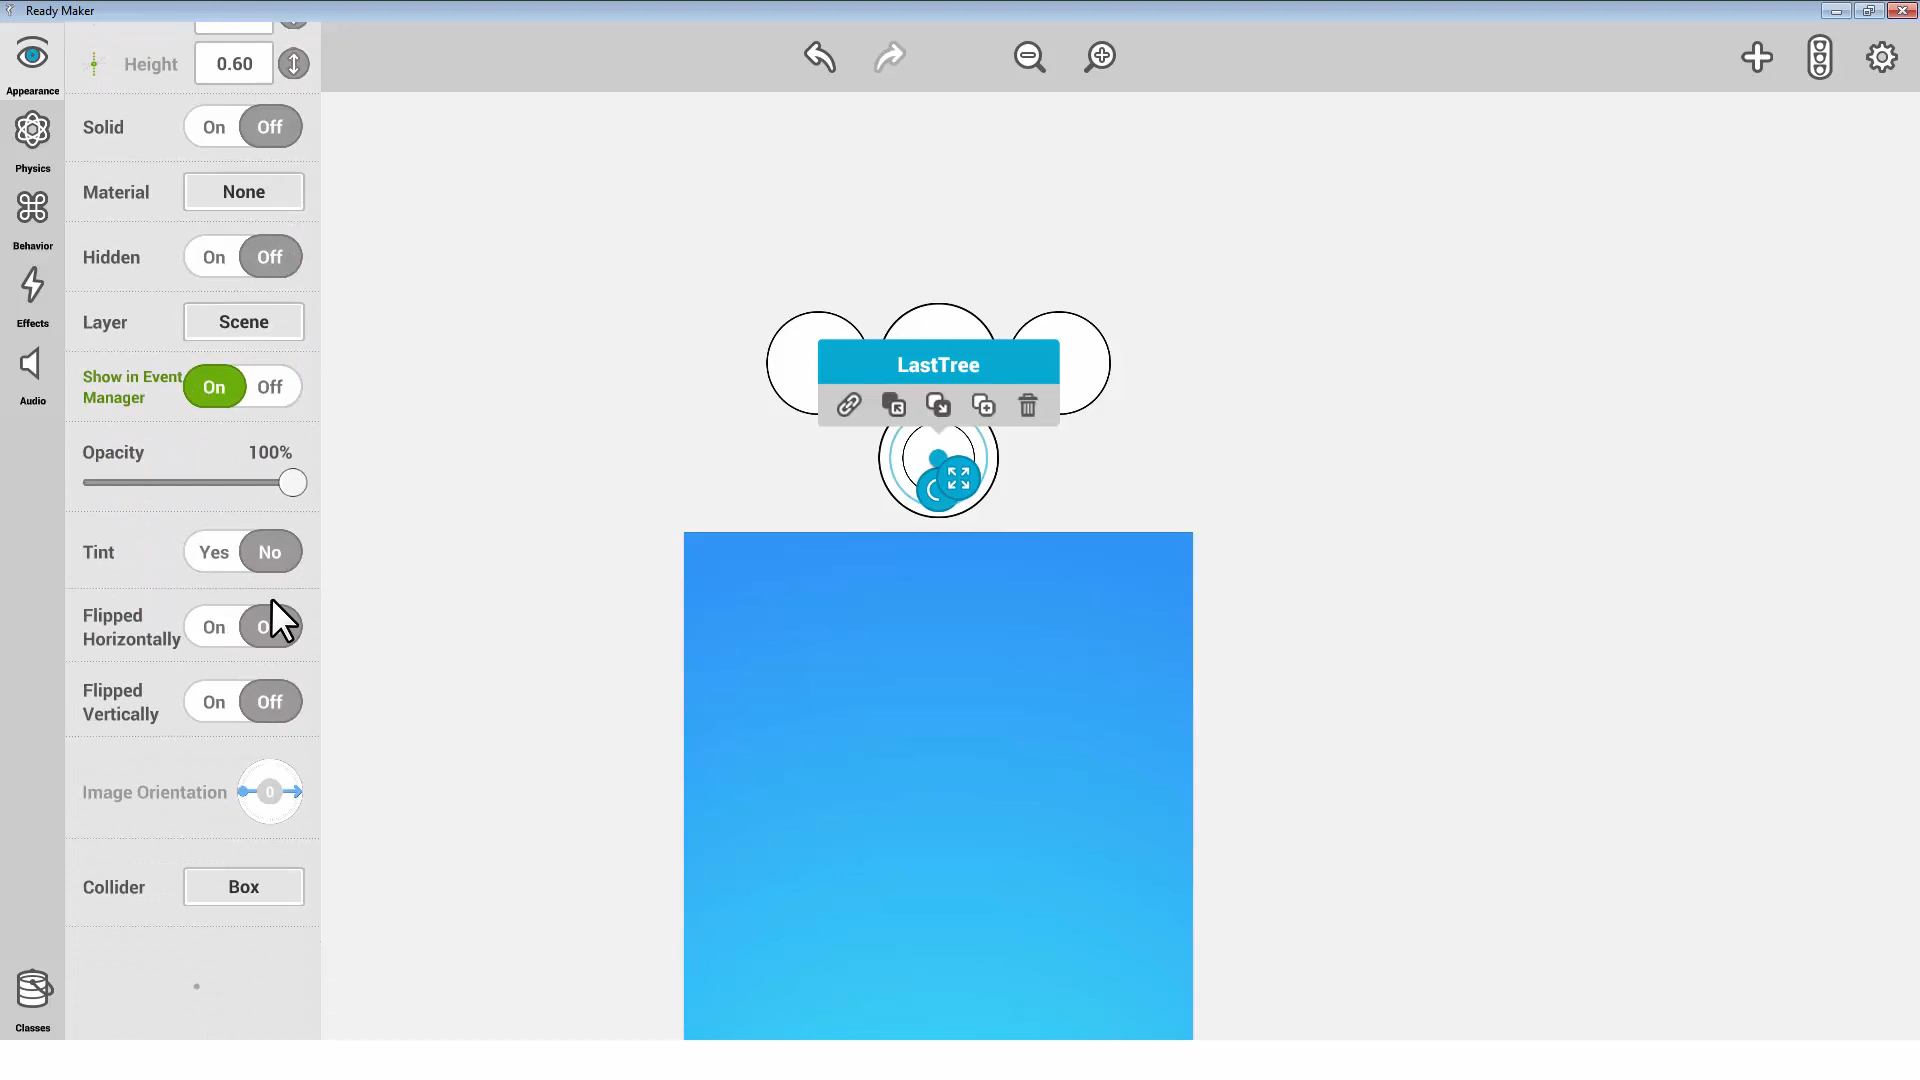 Ready Maker
Appearance
Physics
Behavior
Effects
Audio
Classes
Height 0.60
Solid On Off
Material None
Hidden On Off
Layer Scene
Show in Event
Manager On Off
Opacity 100%
Tint Yes No
Flipped
Horizontally On
Flipped
Vertically On Off
Image Orientation 0
Collider Box
LastTree